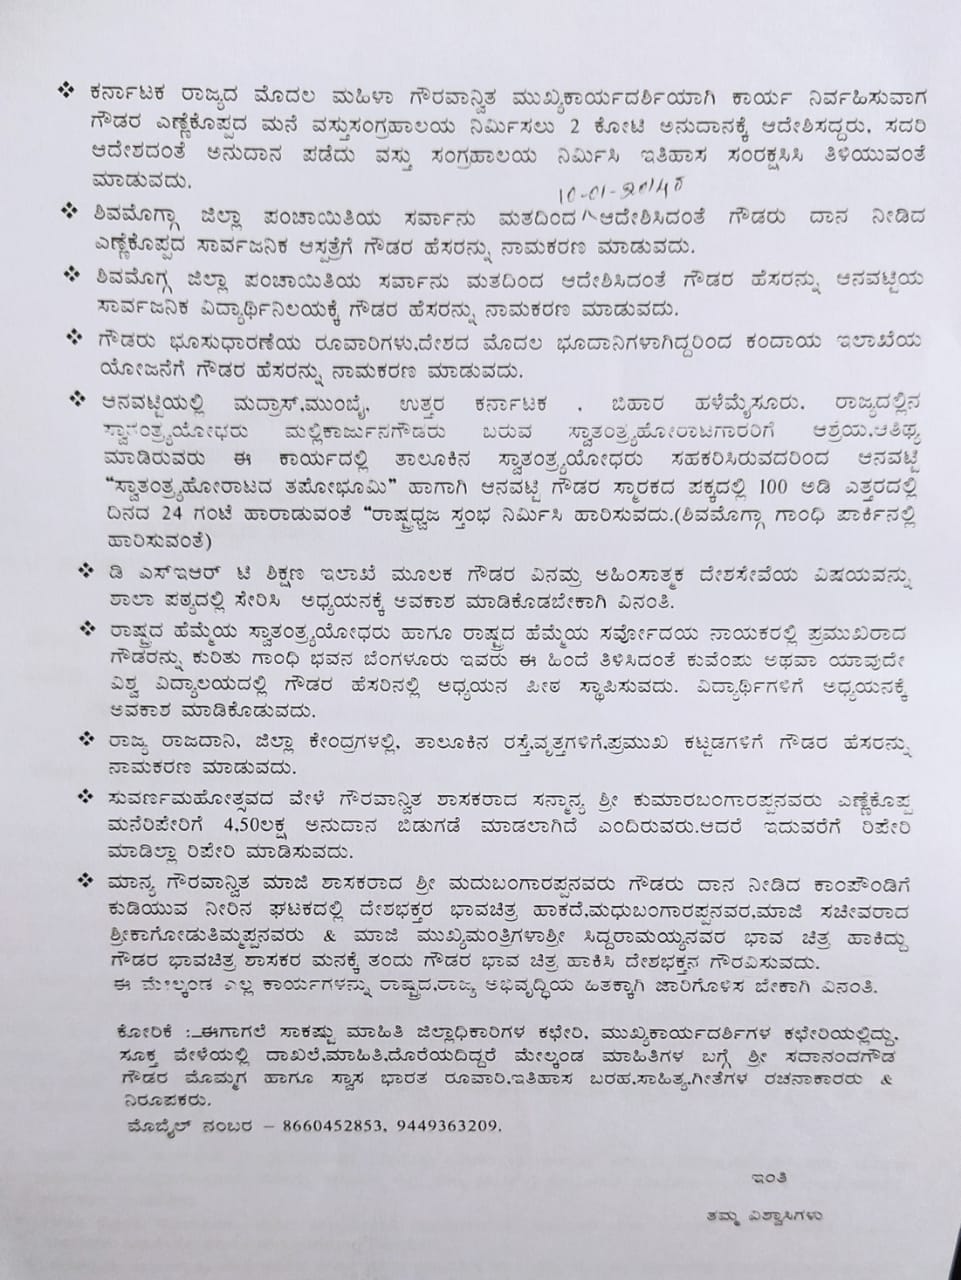 ❖ ಕರ್ನಾಟಕ ರಾಜ್ಯದ ಮೊದಲ ಮಹಿಳಾ ಗೌರವಾನ್ವಿತ ಮುಖ್ಯಕಾರ್ಯದರ್ಶಿಯಾಗಿ ಕಾರ್ಯ ನಿರ್ವಹಿಸುವಾಗ
ಗೌಡರ ಎಣ್ಣೆಕೊಪ್ಪದ ಮನೆ ವಸ್ತುಸಂಗ್ರಹಾಲಯ ನಿರ್ಮಿಸಲು 2 ಕೋಟಿ ಅನುದಾನಕ್ಕೆ ಆದೇಶಿಸದ್ದರು, ಸದರಿ
ಆದೇಶದಂತೆ ಅನುದಾನ ಪಡೆದು ವಸ್ತು ಸಂಗ್ರಹಾಲಯ ನಿರ್ಮಿಸಿ ಇತಿಹಾಸ ಸಂರಕ್ಷಸಿಸಿ ತಿಳಿಯುವಂತೆ
ಮಾಡುವದು.
❖ ಶಿವಮೊಗ್ಗಾ ಜಿಲ್ಲಾ ಪಂಚಾಯಿತಿಯ ಸರ್ವಾನು ಮತದಿಂದ ಆದೇಶಿಸಿದಂತೆ ಗೌಡರು ದಾನ ನೀಡಿದ
ಎಣ್ಣೆಕೊಪ್ಪದ ಸಾರ್ವಜನಿಕ ಆಸ್ಪತ್ರೆಗೆ ಗೌಡರ ಹೆಸರನ್ನು ನಾಮಕರಣ ಮಾಡುವದು.
❖ ಶಿವಮೊಗ್ಗ ಜಿಲ್ಲಾ ಪಂಚಾಯಿತಿಯ ಸರ್ವಾನು ಮತದಿಂದ ಆದೇಶಿಸಿದಂತೆ ಗೌಡರ ಹೆಸರನ್ನು ಆನವಟ್ಟಿಯ
ಸಾರ್ವಜನಿಕ ವಿದ್ಯಾರ್ಥಿನಿಲಯಕ್ಕೆ ಗೌಡರ ಹೆಸರನ್ನು ನಾಮಕರಣ ಮಾಡುವದು.
❖ ಗೌಡರು ಭೂಸುಧಾರಣೆಯ ರೂವಾರಿಗಳು,ದೇಶದ ಮೊದಲ ಭೂದಾನಿಗಳಾಗಿದ್ದರಿಂದ ಕಂದಾಯ ಇಲಾಖೆಯ
ಯೋಜನೆಗೆ ಗೌಡರ ಹೆಸರನ್ನು ನಾಮಕರಣ ಮಾಡುವದು.
❖ ಆನವಟ್ಟಿಯಲ್ಲಿ ಮದ್ರಾಸ್,ಮುಂಬೈ, ಉತ್ತರ ಕರ್ನಾಟಕ , ಬಿಹಾರ ಹಳೆಮೈಸೂರು, ರಾಜ್ಯದಲ್ಲಿನ
ಸ್ವಾತಂತ್ರ್ಯಯೋಧರು ಮಲ್ಲಿಕಾರ್ಜುನಗೌಡರು ಬರುವ ಸ್ವಾತಂತ್ರ್ಯಹೋರಾಟಗಾರರಿಗೆ ಆಶ್ರಯ,ಆತಿಥ್ಯ
ಮಾಡಿರುವರು ಈ ಕಾರ್ಯದಲ್ಲಿ ತಾಲೂಕಿನ ಸ್ವಾತಂತ್ರ್ಯಯೋಧರು ಸಹಕರಿಸಿರುವದರಿಂದ ಆನವಟ್ಟಿ
“ಸ್ವಾತಂತ್ರ್ಯಹೋರಾಟದ ತಪೋಭೂಮಿ” ಹಾಗಾಗಿ ಆನವಟ್ಟಿ ಗೌಡರ ಸ್ಮಾರಕದ ಪಕ್ಕದಲ್ಲಿ 100 ಅಡಿ ಎತ್ತರದಲ್ಲಿ
ದಿನದ 24 ಗಂಟೆ ಹಾರಾಡುವಂತೆ “ರಾಷ್ಟ್ರಧ್ವಜ ಸ್ತಂಭ ನಿರ್ಮಿಸಿ ಹಾರಿಸುವದು.(ಶಿವಮೊಗ್ಗಾ ಗಾಂಧಿ ಪಾರ್ಕಿನಲ್ಲಿ
ಹಾರಿಸುವಂತೆ)
❖ ಡಿ ಎಸ್ಇಆರ್ ಟಿ ಶಿಕ್ಷಣ ಇಲಾಖೆ ಮೂಲಕ ಗೌಡರ ವಿನಮ್ರ ಅಹಿಂಸಾತ್ಮಕ ದೇಶಸೇವೆಯ ವಿಷಯವನ್ನು
ಶಾಲಾ ಪಠ್ಯದಲ್ಲಿ ಸೇರಿಸಿ ಅಧ್ಯಯನಕ್ಕೆ ಅವಕಾಶ ಮಾಡಿಕೊಡಬೇಕಾಗಿ ವಿನಂತಿ.
❖ ರಾಷ್ಟ್ರದ ಹೆಮ್ಮೆಯ ಸ್ವಾತಂತ್ರ್ಯಯೋಧರು ಹಾಗೂ ರಾಷ್ಟ್ರದ ಹೆಮ್ಮೆಯ ಸರ್ವೋದಯ ನಾಯಕರಲ್ಲಿ ಪ್ರಮುಖರಾದ
ಗೌಡರನ್ನು ಕುರಿತು ಗಾಂಧಿ ಭವನ ಬೆಂಗಳೂರು ಇವರು ಈ ಹಿಂದೆ ತಿಳಿಸಿದಂತೆ ಕುವೆಂಪು ಅಥವಾ ಯಾವುದೇ
ವಿಶ್ವ ವಿದ್ಯಾಲಯದಲ್ಲಿ ಗೌಡರ ಹೆಸರಿನಲ್ಲಿ ಅಧ್ಯಯನ ಪೀಠ ಸ್ಥಾಪಿಸುವದು. ವಿದ್ಯಾರ್ಥಿಗಳಿಗೆ ಅಧ್ಯಯನಕ್ಕೆ
ಅವಕಾಶ ಮಾಡಿಕೊಡುವದು.
❖ ರಾಜ್ಯ ರಾಜದಾನಿ, ಜಿಲ್ಲಾ ಕೇಂದ್ರಗಳಲ್ಲಿ, ತಾಲೂಕಿನ ರಸ್ತೆ,ವೃತ್ತಗಳಿಗೆ,ಪ್ರಮುಖ ಕಟ್ಟಡಗಳಿಗೆ ಗೌಡರ ಹೆಸರನ್ನು
ನಾಮಕರಣ ಮಾಡುವದು.
❖ ಸುವರ್ಣಮಹೋತ್ಸವದ ವೇಳೆ ಗೌರವಾನ್ವಿತ ಶಾಸಕರಾದ ಸನ್ಮಾನ್ಯ ಶ್ರೀ ಕುಮಾರಬಂಗಾರಪ್ಪನವರು ಎಣ್ಣೆಕೊಪ್ಪ
ಮನೆರಿಪೇರಿಗೆ 4,50ಲಕ್ಷ ಅನುದಾನ ಬಿಡುಗಡೆ ಮಾಡಲಾಗಿದೆ ಎಂದಿರುವರು.ಆದರೆ ಇದುವರೆಗೆ ರಿಪೇರಿ
ಮಾಡಿಲ್ಲಾ ರಿಪೇರಿ ಮಾಡಿಸುವದು.
❖ ಮಾನ್ಯ ಗೌರವಾನ್ವಿತ ಮಾಜಿ ಶಾಸಕರಾದ ಶ್ರೀ ಮದುಬಂಗಾರಪ್ಪನವರು ಗೌಡರು ದಾನ ನೀಡಿದ ಕಾಂಪೌಂಡಿಗೆ
ಕುಡಿಯುವ ನೀರಿನ ಘಟಕದಲ್ಲಿ ದೇಶಭಕ್ತರ ಭಾವಚಿತ್ರ ಹಾಕದೆ,ಮಧುಬಂಗಾರಪ್ಪನವರ,ಮಾಜಿ ಸಚೀವರಾದ
ಶ್ರೀಕಾಗೋಡುತಿಮ್ಮಪ್ಪನವರು & ಮಾಜಿ ಮುಖ್ಯಮಂತ್ರಿಗಳಾಶ್ರೀ ಸಿದ್ದರಾಮಯ್ಯನವರ ಭಾವ ಚಿತ್ರ ಹಾಕಿದ್ದು
ಗೌಡರ ಭಾವಚಿತ್ರ ಶಾಸಕರ ಮನಕ್ಕೆ ತಂದು ಗೌಡರ ಭಾವ ಚಿತ್ರ ಹಾಕಿಸಿ ದೇಶಭಕ್ತನ ಗೌರವಿಸುವದು.
ಈ ಮೇಲ್ಕಂಡ ಎಲ್ಲ ಕಾರ್ಯಗಳನ್ನು ರಾಷ್ಟ್ರದ,ರಾಜ್ಯ ಅಭಿವೃದ್ಧಿಯ ಹಿತಕ್ಕಾಗಿ ಜಾರಿಗೊಳಿಸ ಬೇಕಾಗಿ ವಿನಂತಿ.
ಕೋರಿಕೆ :_ಈಗಾಗಲೆ ಸಾಕಷ್ಟು ಮಾಹಿತಿ ಜಿಲ್ಲಾಧಿಕಾರಿಗಳ ಕಛೇರಿ, ಮುಖ್ಯಕಾರ್ಯದರ್ಶಿಗಳ ಕಛೇರಿಯಲ್ಲಿದ್ದು,
ಸೂಕ್ತ ವೇಳೆಯಲ್ಲಿ ದಾಖಲೆ,ಮಾಹಿತಿ,ದೊರೆಯದಿದ್ದರೆ ಮೇಲ್ಕಂಡ ಮಾಹಿತಿಗಳ ಬಗ್ಗೆ ಶ್ರೀ ಸದಾನಂದಗೌಡ
ಗೌಡರ ಮೊಮ್ಮಗ ಹಾಗೂ ಸ್ವಾಸ ಭಾರತ ರೂವಾರಿ,ಇತಿಹಾಸ ಬರಹ,ಸಾಹಿತ್ಯ,ಗೀತೆಗಳ ರಚನಾಕಾರರು &
ನಿರೂಪಕರು.
ಮೊಬೈಲ್ ನಂಬರ – 8660452853, 9449363209.
ಇಂತಿ
ತಮ್ಮ ವಿಶ್ವಾಸಿಗಳು